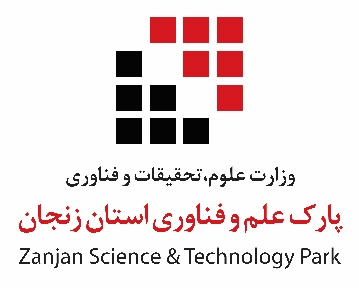 وزارت علوم،تحقیقات و فناوری
پارک علم و فناوری استان زنجان
Zanjan Science & Technology Park